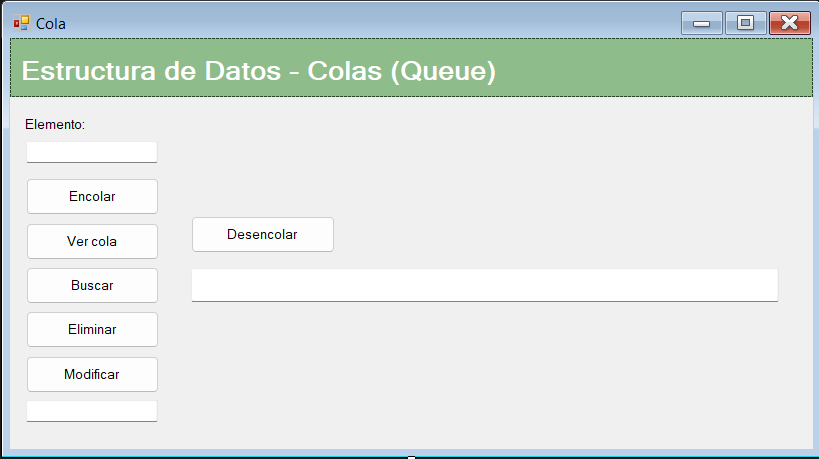 Cola
Estructura de Datos - Colas (Queue)
Elemento:
Encolar
Ver cola
Desencolar
Buscar
Eliminar
Modificar